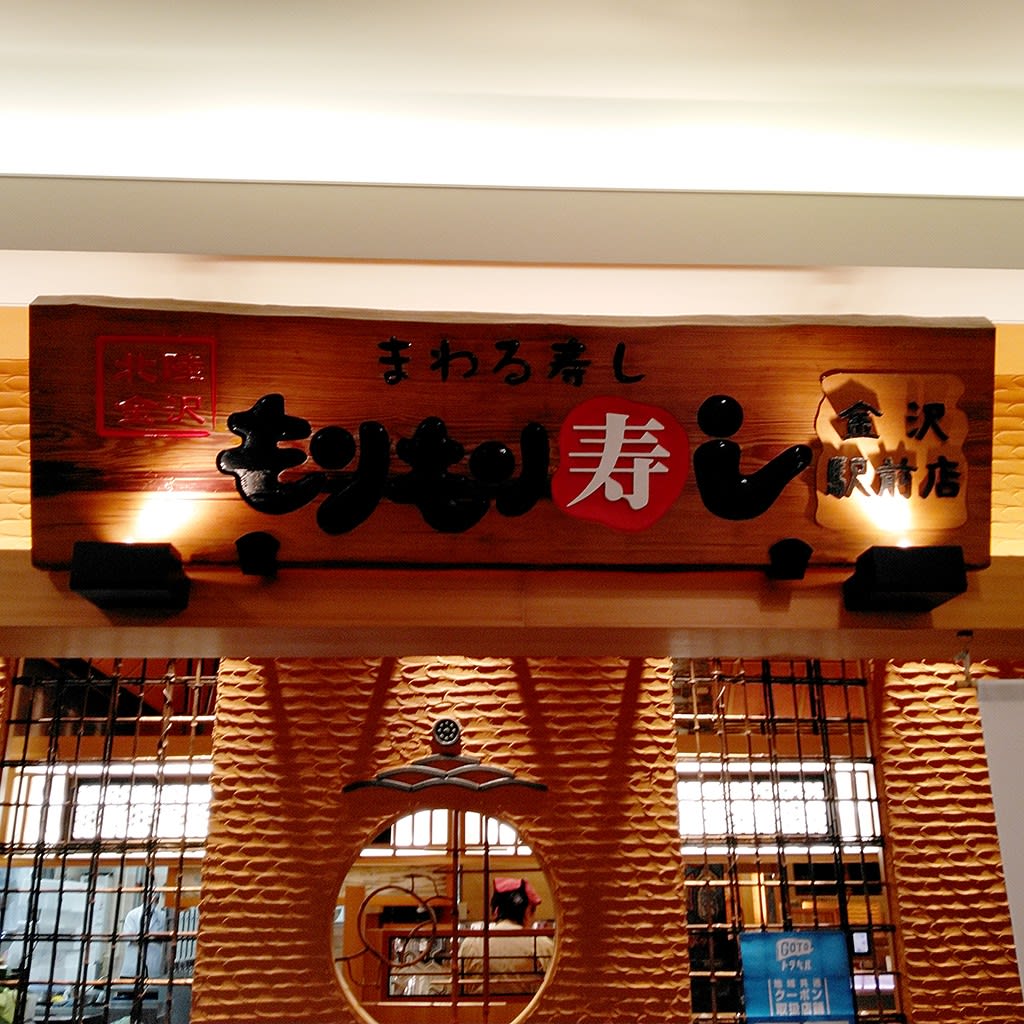 まわる寿し
北陸
金沢
もりもり寿し
金沢
駅前店
GOTO
トラベル
地域共通
クーポン
取扱店舗